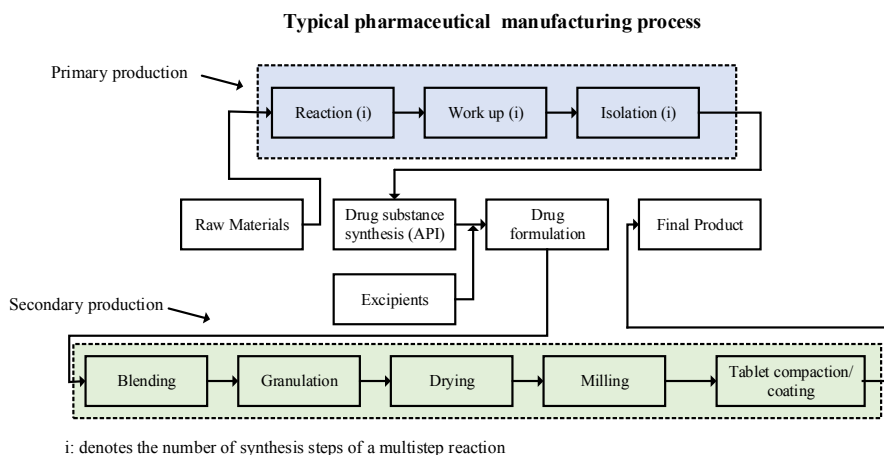 Typical pharmaceutical manufacturing process
Primary production
Reaction (i)
Work up (i)
Isolation (i)
Raw Materials
Drug substance
synthesis (API)
Drug
formulation
Final Product
Excipients
Secondary production
Blending
Granulation
Drying
Milling
Tablet compaction/
coating
i: denotes the number of synthesis steps of a multistep reaction